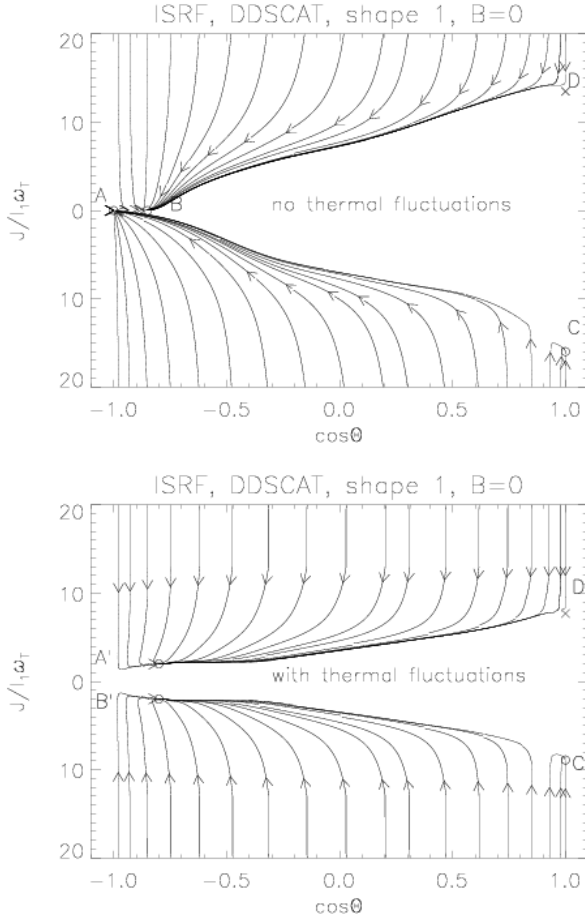 ISRF, DDSCAT, shape 1, B=0
20
10
0
10
20
J/I₁ω_T
A
B
C
D
no thermal fluctuations
-1.0
-0.5
0.0
0.5
1.0
cosΘ
ISRF, DDSCAT, shape 1, B=0
20
10
0
10
20
J/I₁ω_T
A'
B'
C
D
with thermal fluctuations
-1.0
-0.5
0.0
0.5
1.0
cosΘ